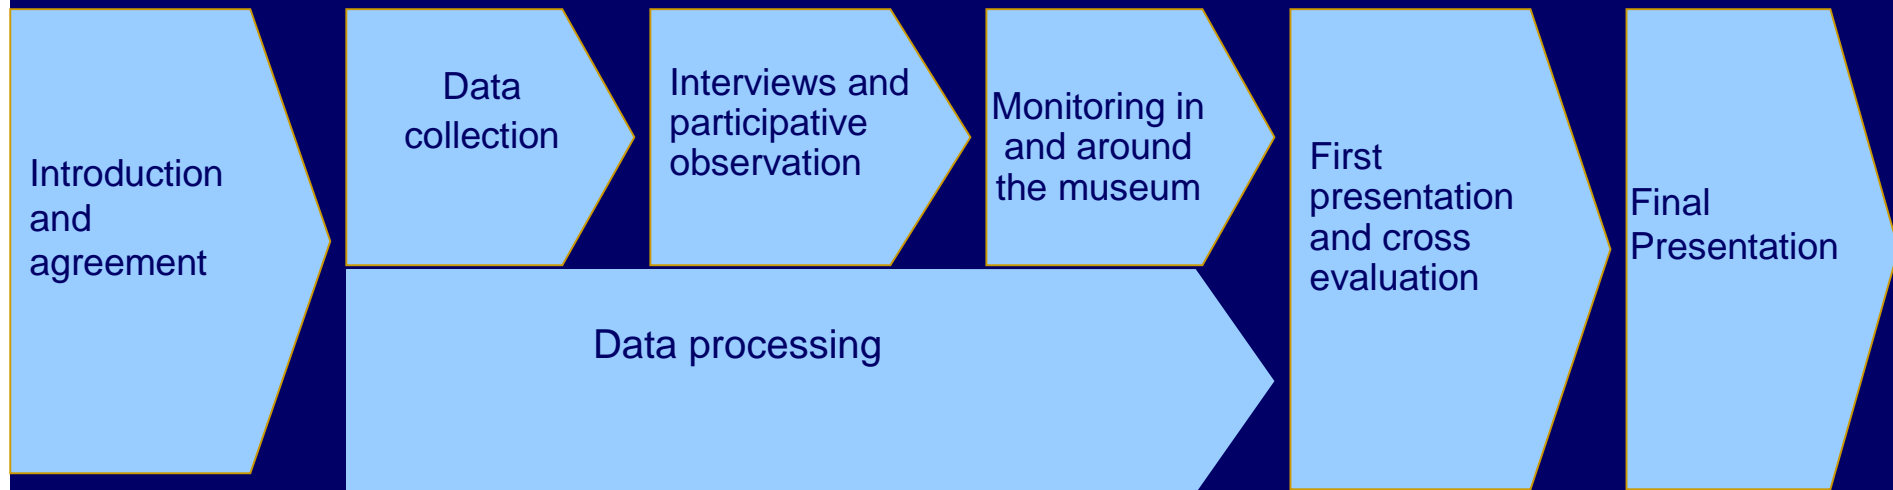 Introduction
and
agreement
Data
collection
Interviews and
participative
observation
Monitoring in
and around
the museum
Data processing
First
presentation
and cross
evaluation
Final
Presentation